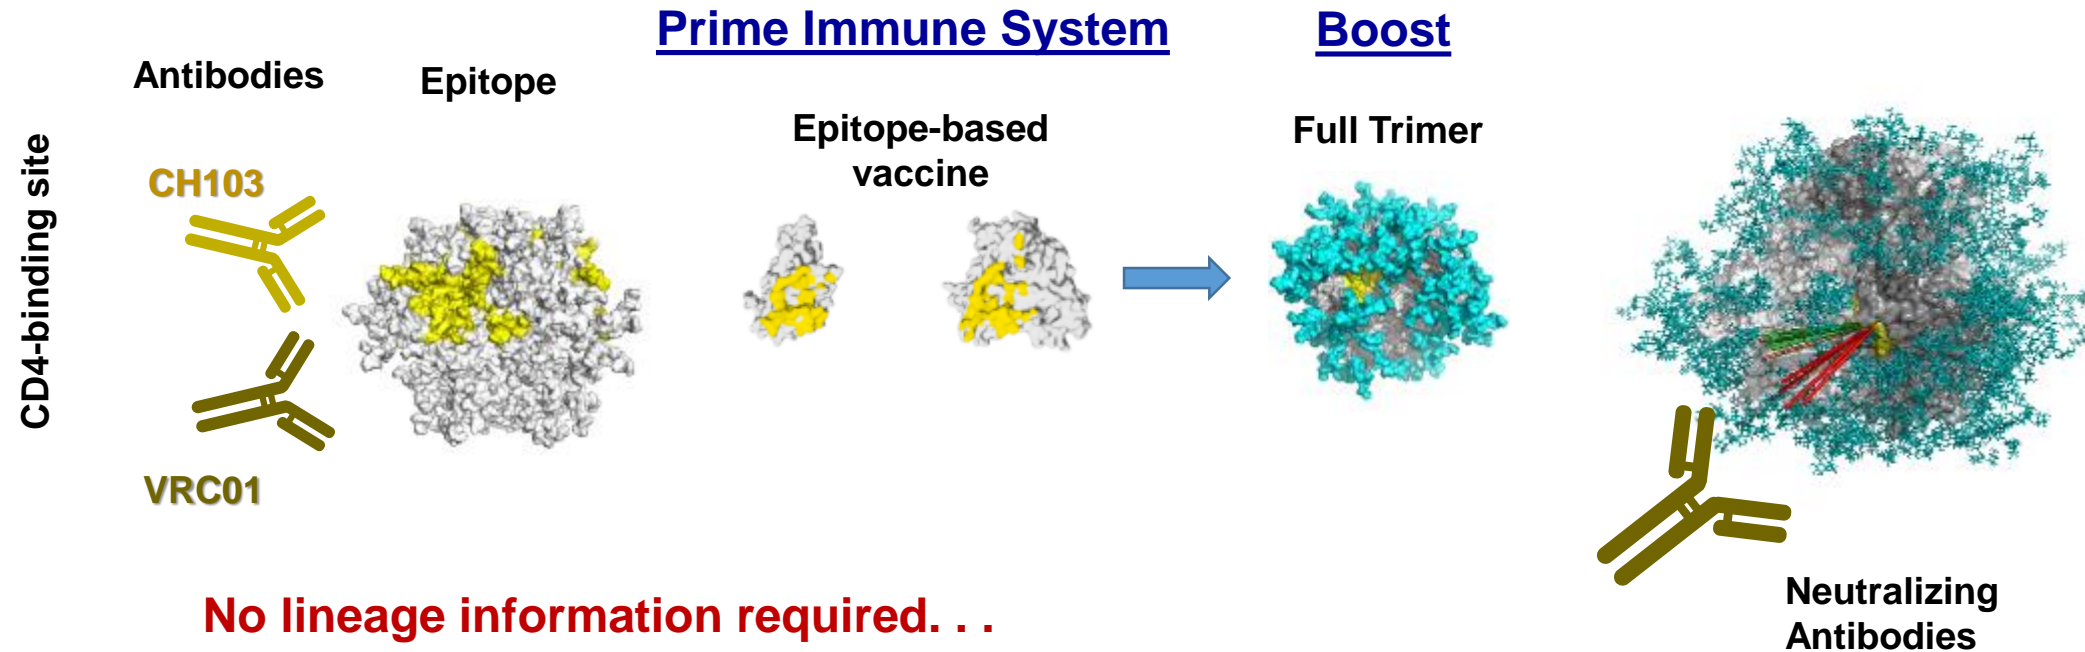 Prime Immune System
Boost
Antibodies
Epitope
Epitope-based
vaccine
Full Trimer
CD4-binding site
CH103
VRC01
No lineage information required. . .
Neutralizing
Antibodies